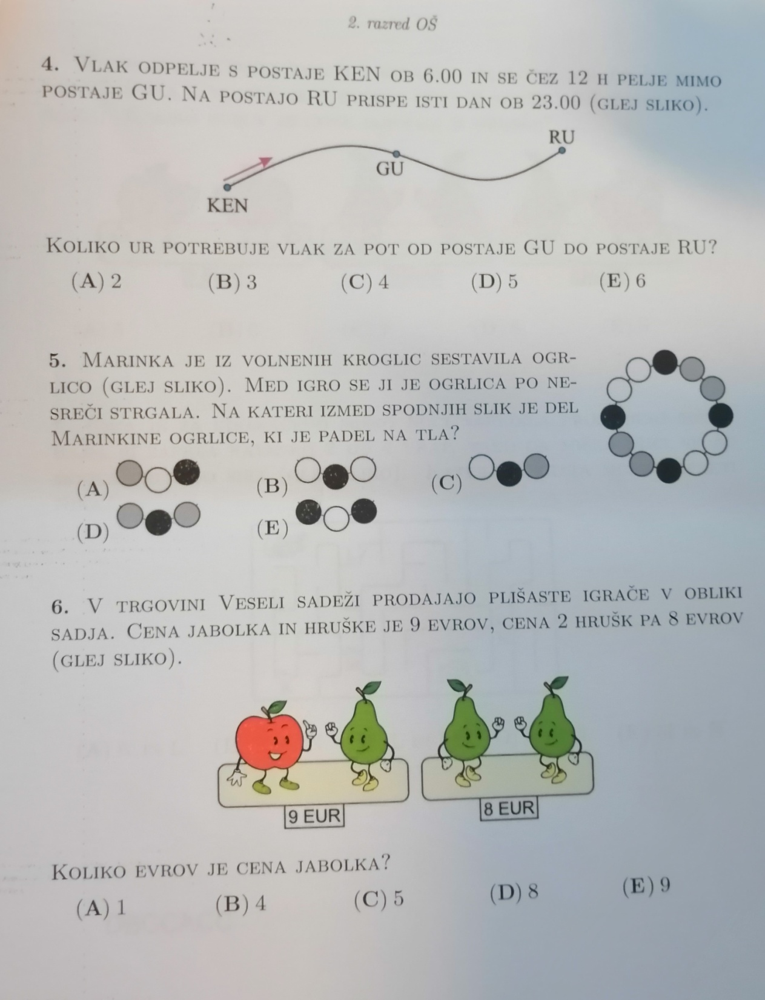 2. razred OŠ
4. VLAK ODPELJE S POSTAJE KEN OB 6.00 IN SE ČEZ 12 H PELJE MIMO
POSTAJE GU. NA POSTAJO RU PRISPE ISTI DAN OB 23.00 (GLEJ SLIKO).
RU
GU
KEN
KOLIKO UR POTREBUJE VLAK ZA POT OD POSTAJE GU DO POSTAJE RU?
(A) 2 (B) 3 (C) 4 (D) 5 (E) 6
5. MARINKA JE IZ VOLNENIH KROGLIC SESTAVILA OGR-
LICO (GLEJ SLIKO). MED IGRO SE JI JE OGRLICA PO NE-
SREČI STRGALA. NA KATERI IZMED SPODNJIH SLIK JE DEL
MARINKINE OGRLICE, KI JE PADEL NA TLA?
(A) (B) (C)
(D) (E)
6. V TRGOVINI VESELI SADEŽI PRODAJAJO PLIŠASTE IGRAČE V OBLIKI
SADJA. CENA JABOLKA IN HRUŠKE JE 9 EVROV, CENA 2 HRUŠK PA 8 EVROV
(GLEJ SLIKO).
9 EUR 8 EUR
KOLIKO EVROV JE CENA JABOLKA?
(A) 1 (B) 4 (C) 5 (D) 8 (E) 9